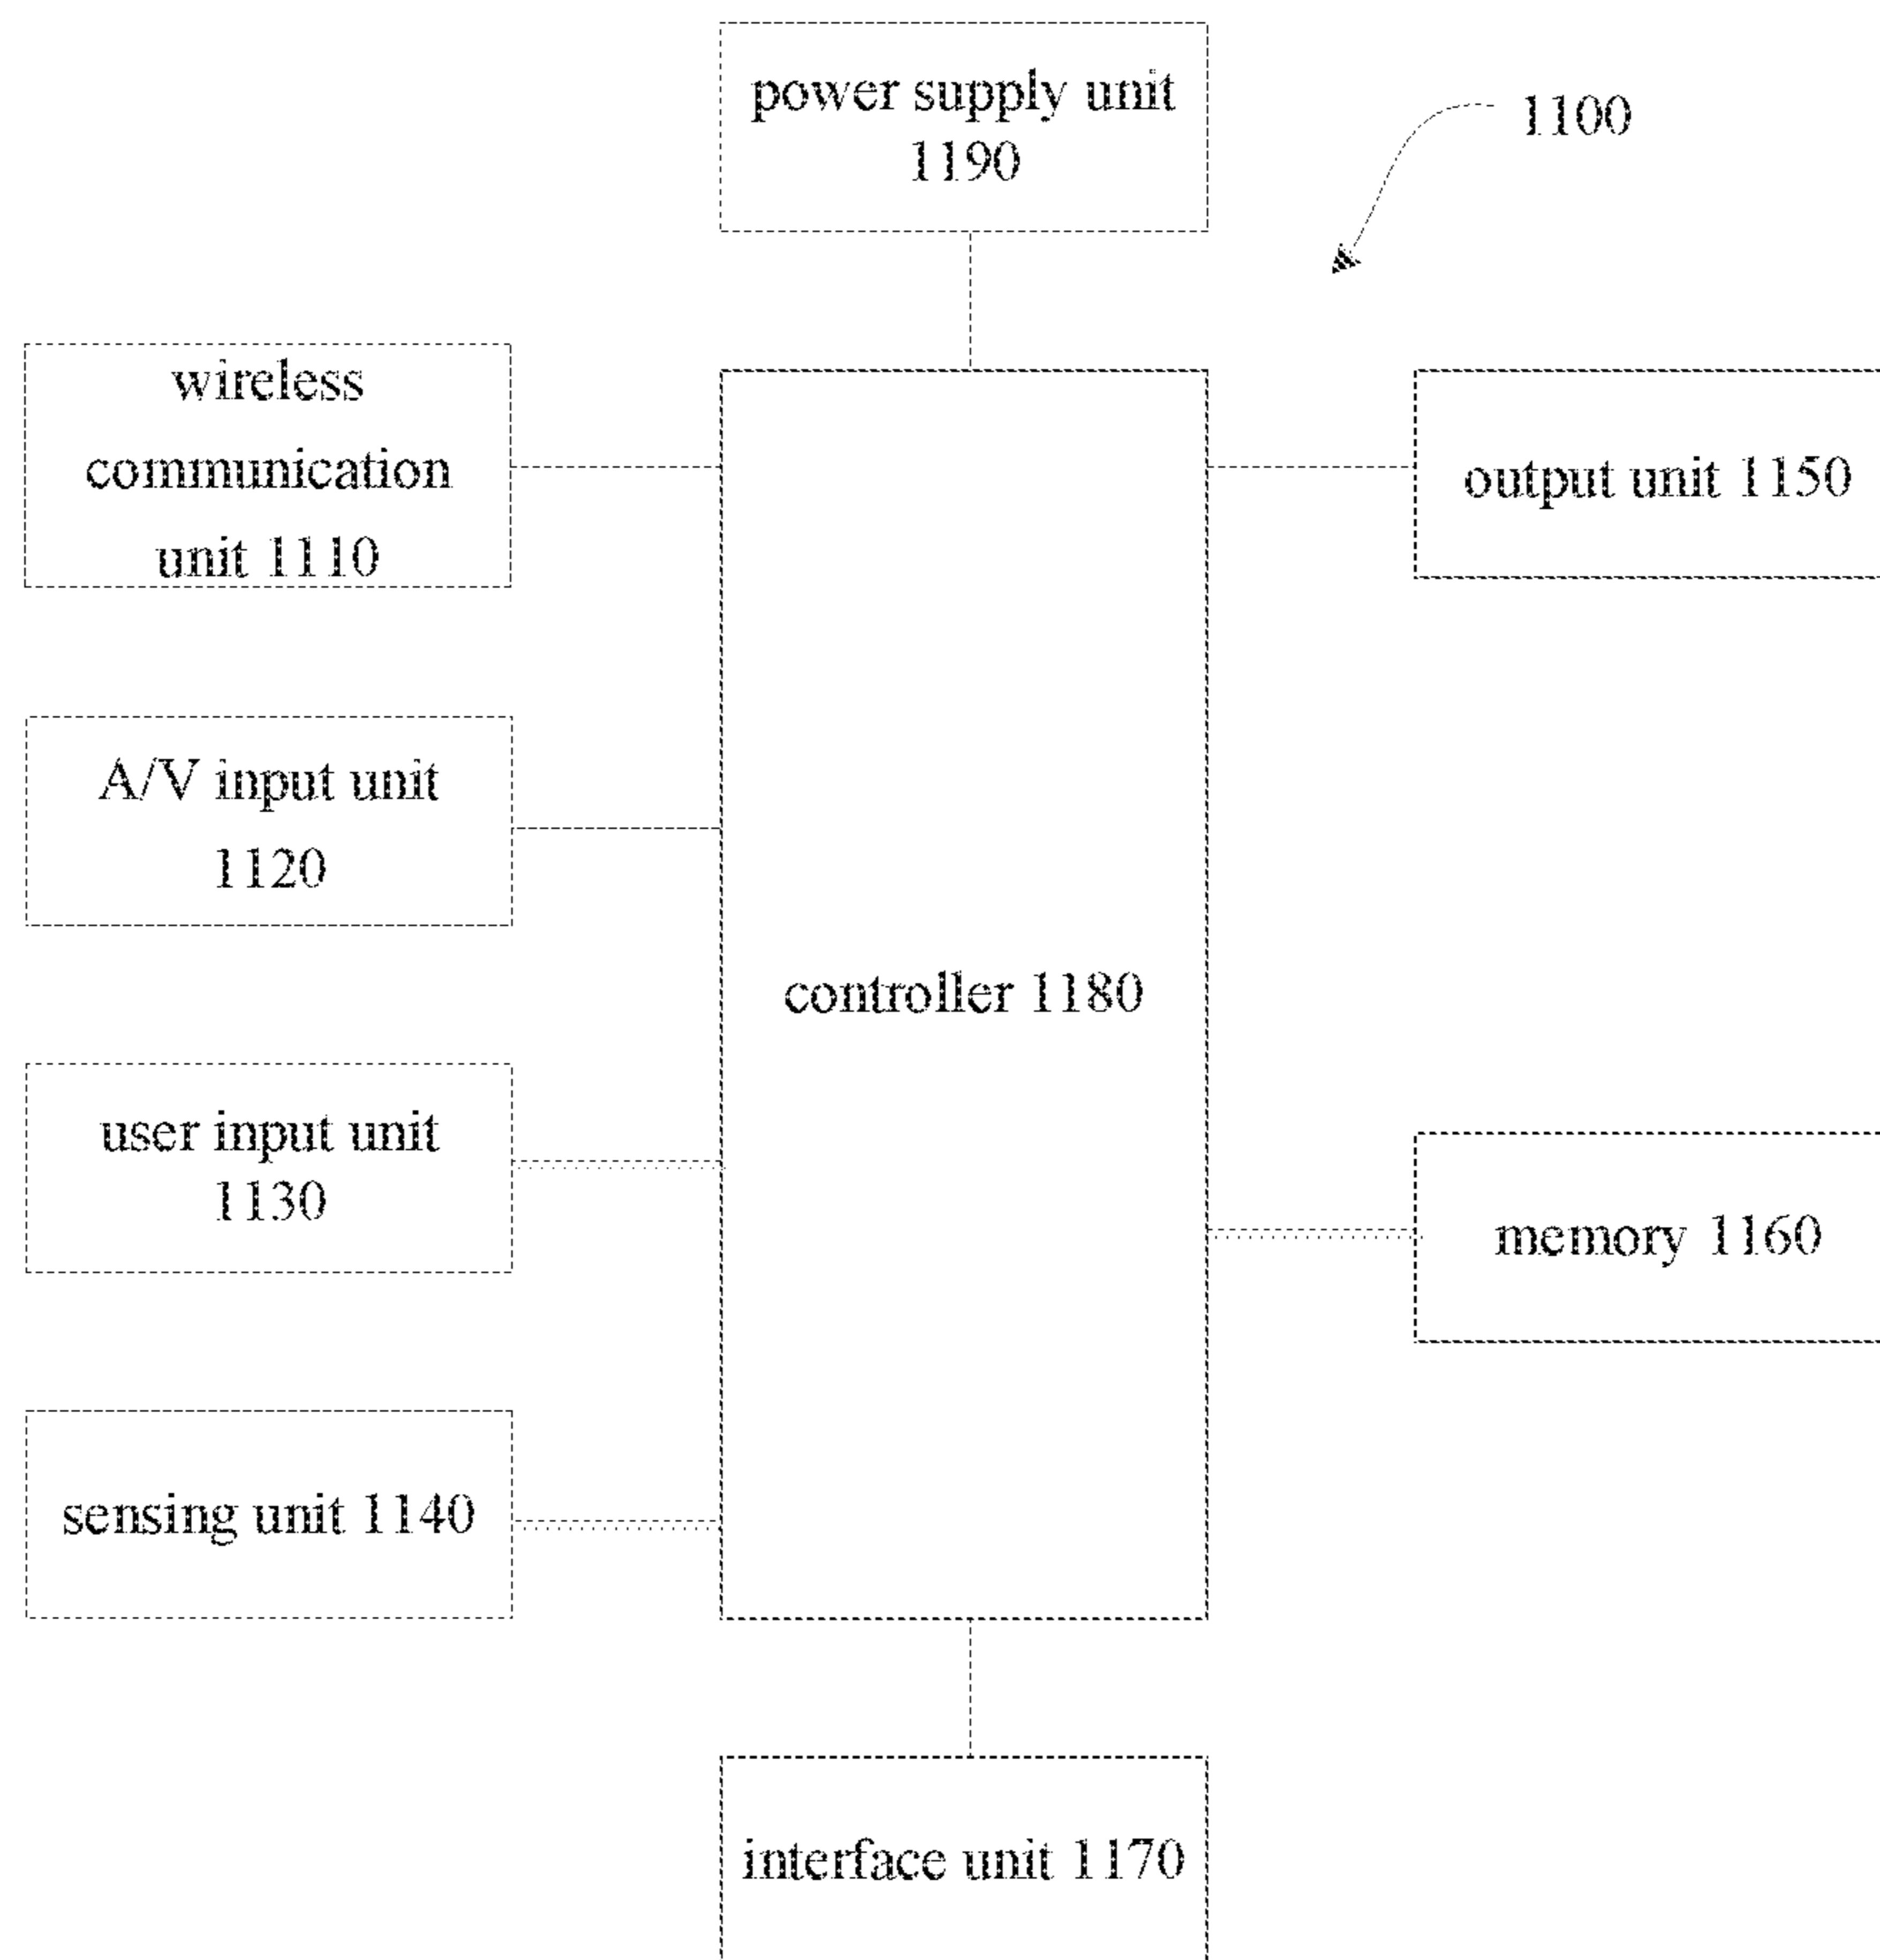 power supply unit
1190
1100
wireless
communication
unit 1110
output unit 1150
A/V input unit
1120
controller 1180
user input unit
1130
memory 1160
sensing unit 1140
interface unit 1170